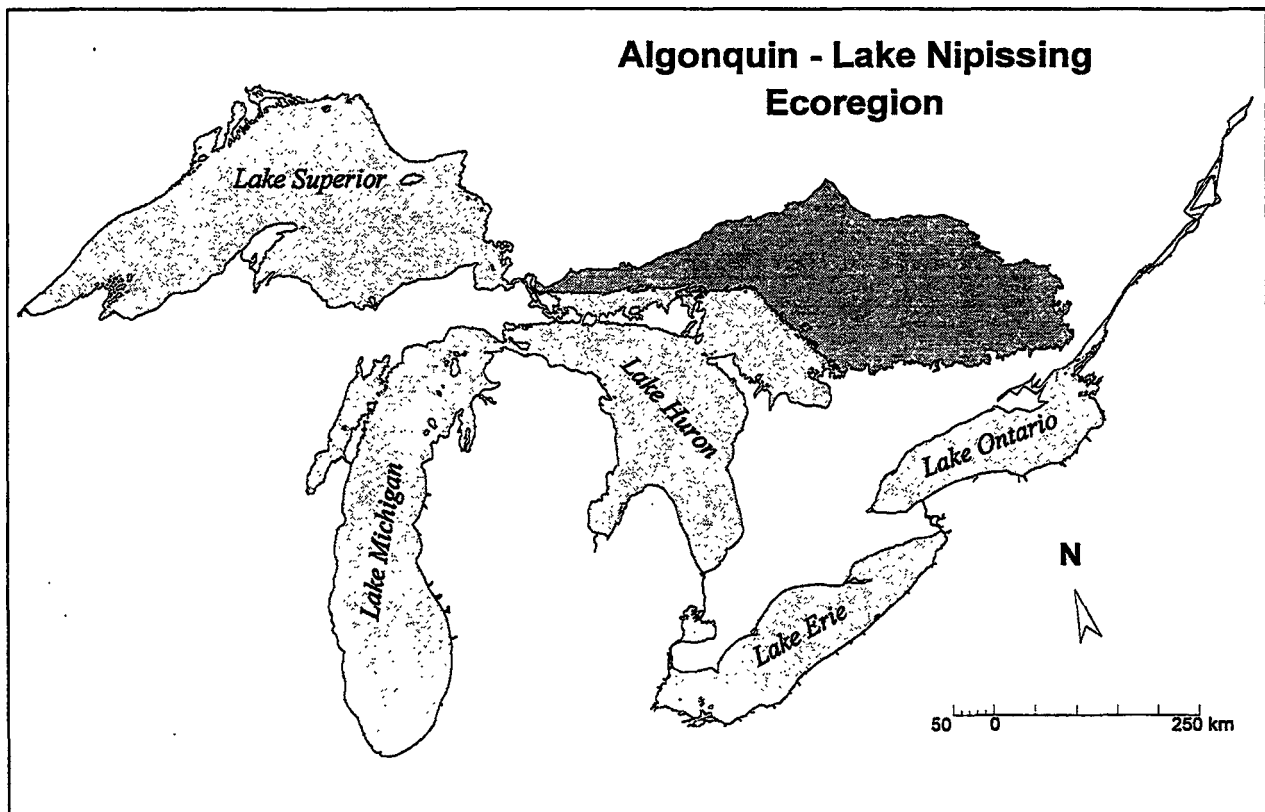 Algonquin - Lake Nipissing
Ecoregion
Lake Superior
Lake Huron
Lake Ontario
Lake Michigan
N
Lake Erie
50 0 250 km